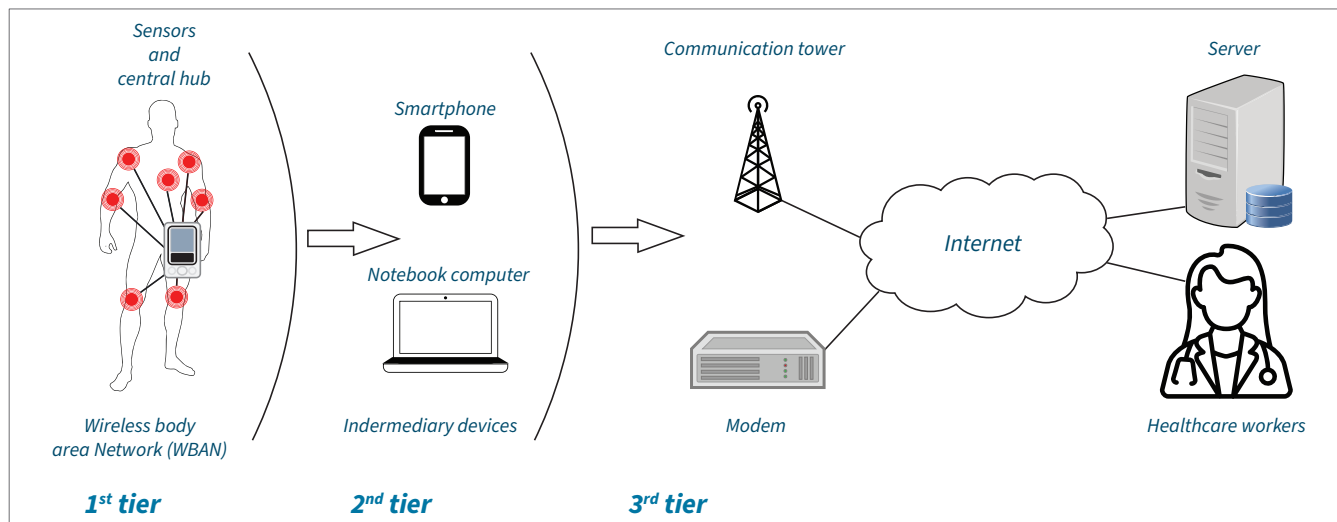 Sensors
and
central hub
Wireless body
area Network (WBAN)
1st tier
Smartphone
Notebook computer
Indermediary devices
2nd tier
Communication tower
Modem
3rd tier
Internet
Server
Healthcare workers